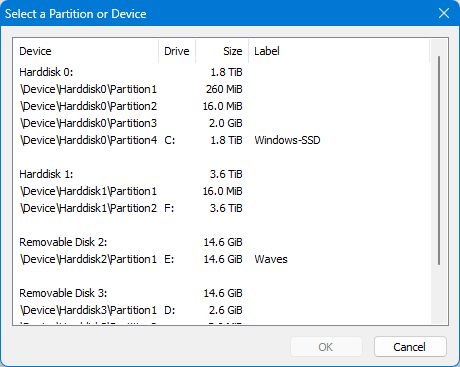 Select a Partition or Device
Device Drive Size Label
Harddisk 0: 1.8 TiB
\Device\Harddisk0\Partition1 260 MiB
\Device\Harddisk0\Partition2 16.0 MiB
\Device\Harddisk0\Partition3 2.0 GiB
\Device\Harddisk0\Partition4 C: 1.8 TiB Windows-SSD
Harddisk 1: 3.6 TiB
\Device\Harddisk1\Partition1 16.0 MiB
\Device\Harddisk1\Partition2 F: 3.6 TiB
Removable Disk 2: 14.6 GiB
\Device\Harddisk2\Partition1 E: 14.6 GiB Waves
Removable Disk 3: 14.6 GiB
\Device\Harddisk3\Partition1 D: 2.6 GiB
OK Cancel